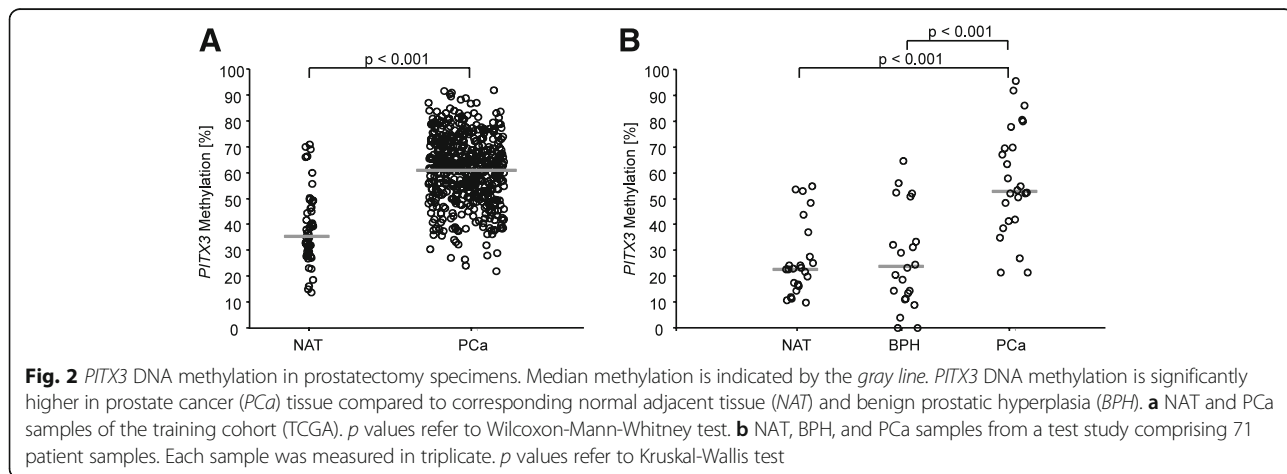 A
B
p < 0.001
p < 0.001
p < 0.001
PITX3 Methylation [%]
100
90
80
70
60
50
40
30
20
10
0
NAT
PCa
PITX3 Methylation [%]
100
90
80
70
60
50
40
30
20
10
0
NAT
BPH
PCa
Fig. 2 PITX3 DNA methylation in prostatectomy specimens. Median methylation is indicated by the gray line. PITX3 DNA methylation is significantly
higher in prostate cancer (PCa) tissue compared to corresponding normal adjacent tissue (NAT) and benign prostatic hyperplasia (BPH). a NAT and PCa
samples of the training cohort (TCGA). p values refer to Wilcoxon-Mann-Whitney test. b NAT, BPH, and PCa samples from a test study comprising 71
patient samples. Each sample was measured in triplicate. p values refer to Kruskal-Wallis test